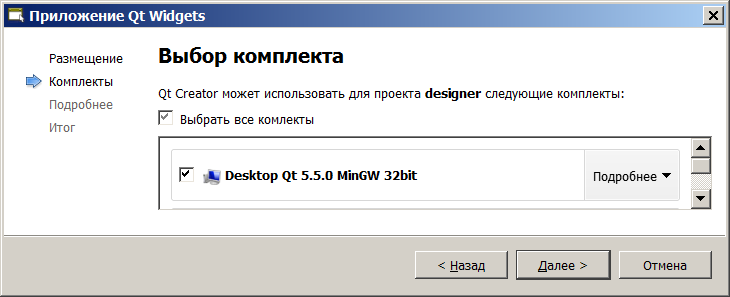 Приложение Qt Widgets
Размещение
Комплекты
Подробнее
Итог
Выбор комплекта
Qt Creator может использовать для проекта designer следующие комплекты:
Выбрать все комлекты
Desktop Qt 5.5.0 MinGW 32bit
Подробнее
< Назад
Далее >
Отмена